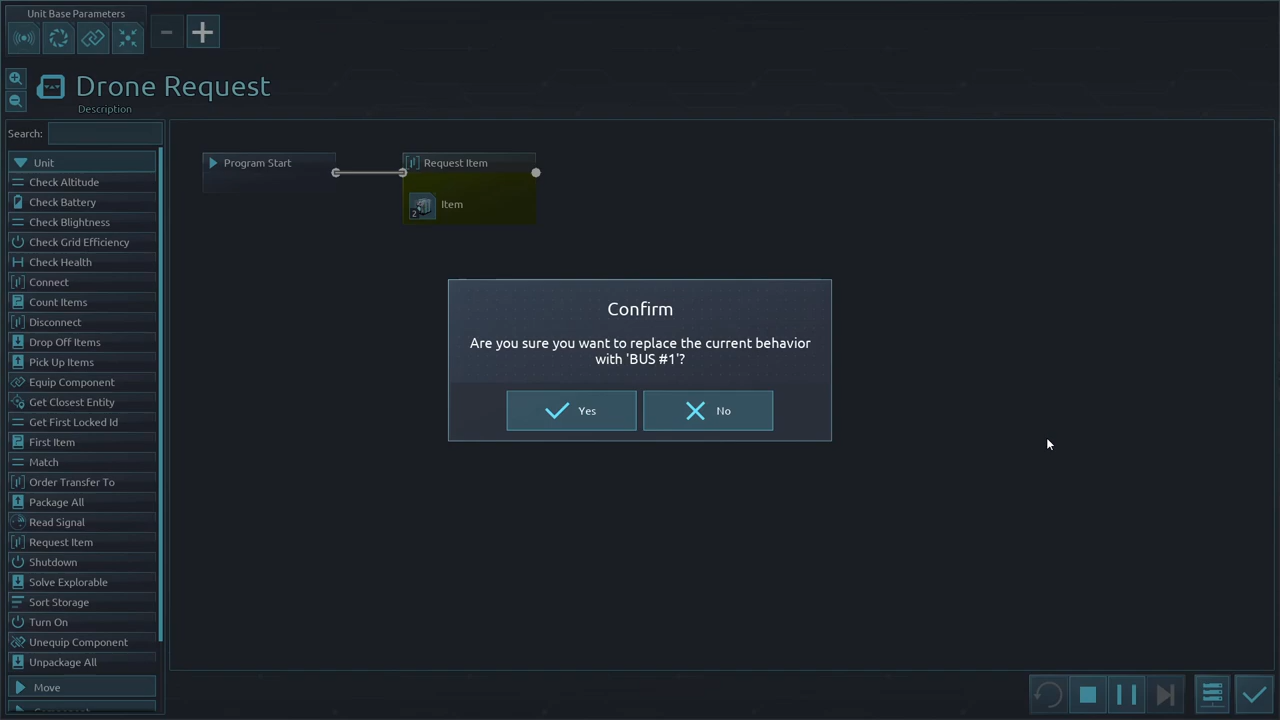 Unit Base Parameters
Drone Request
Description
Search:
Unit
Check Altitude
Check Battery
Check Blightness
Check Grid Efficiency
Check Health
Connect
Count Items
Disconnect
Drop Off Items
Pick Up Items
Equip Component
Get Closest Entity
Get First Locked Id
First Item
Match
Order Transfer To
Package All
Read Signal
Request Item
Shutdown
Solve Explorable
Sort Storage
Turn On
Unequip Component
Unpackage All
Move
Program Start
Request Item
2
Item
Confirm
Are you sure you want to replace the current behavior
with 'BUS #1'?
Yes
No